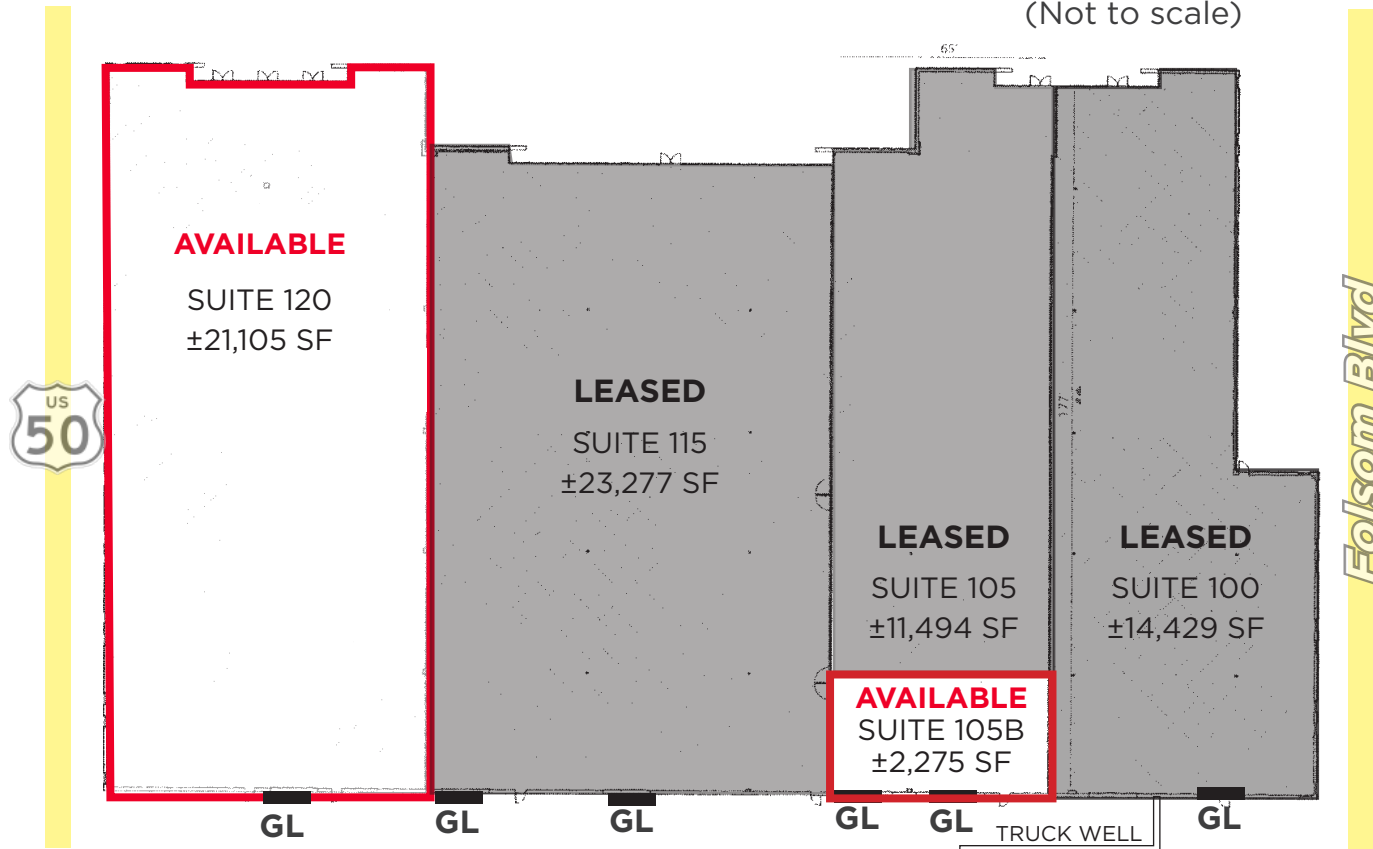 (Not to scale)
65'
AVAILABLE
SUITE 120
±21,105 SF
US
50
LEASED
SUITE 115
±23,277 SF
LEASED
SUITE 105
±11,494 SF
LEASED
SUITE 100
±14,429 SF
AVAILABLE
SUITE 105B
±2,275 SF
Folsom Blvd
GL
GL
GL
GL
GL
GL
TRUCK WELL